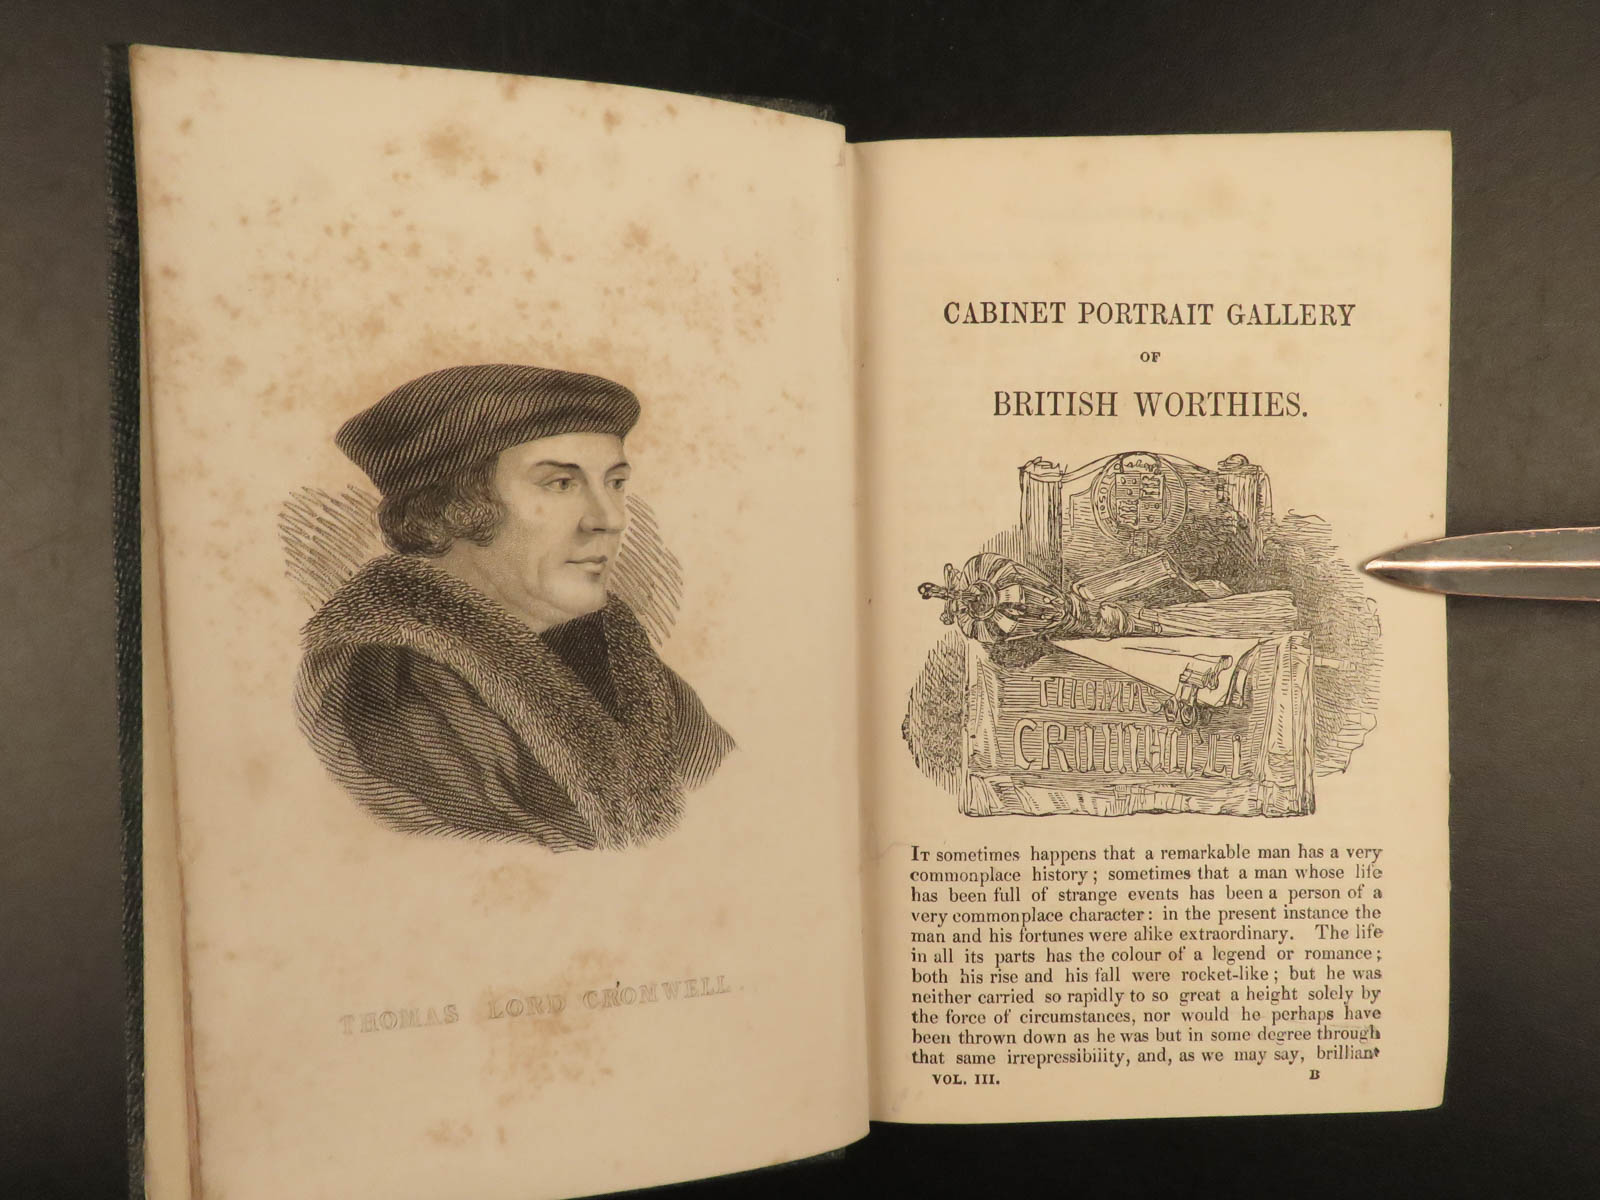 THOMAS LORD CROMWELL.
CABINET PORTRAIT GALLERY
OF
BRITISH WORTHIES.
THOMA
CROMWELL
IT sometimes happens that a remarkable man has a very
commonplace history; sometimes that a man whose life
has been full of strange events has been a person of a
very commonplace character: in the present instance the
man and his fortunes were alike extraordinary. The life
in all its parts has the colour of a legend or romance;
both his rise and his fall were rocket-like; but he was
neither carried so rapidly to so great a height solely by
the force of circumstances, nor would he perhaps have
been thrown down as he was but in some degree through
that same irrepressibility, and, as we may say, brilliant
VOL. III. B